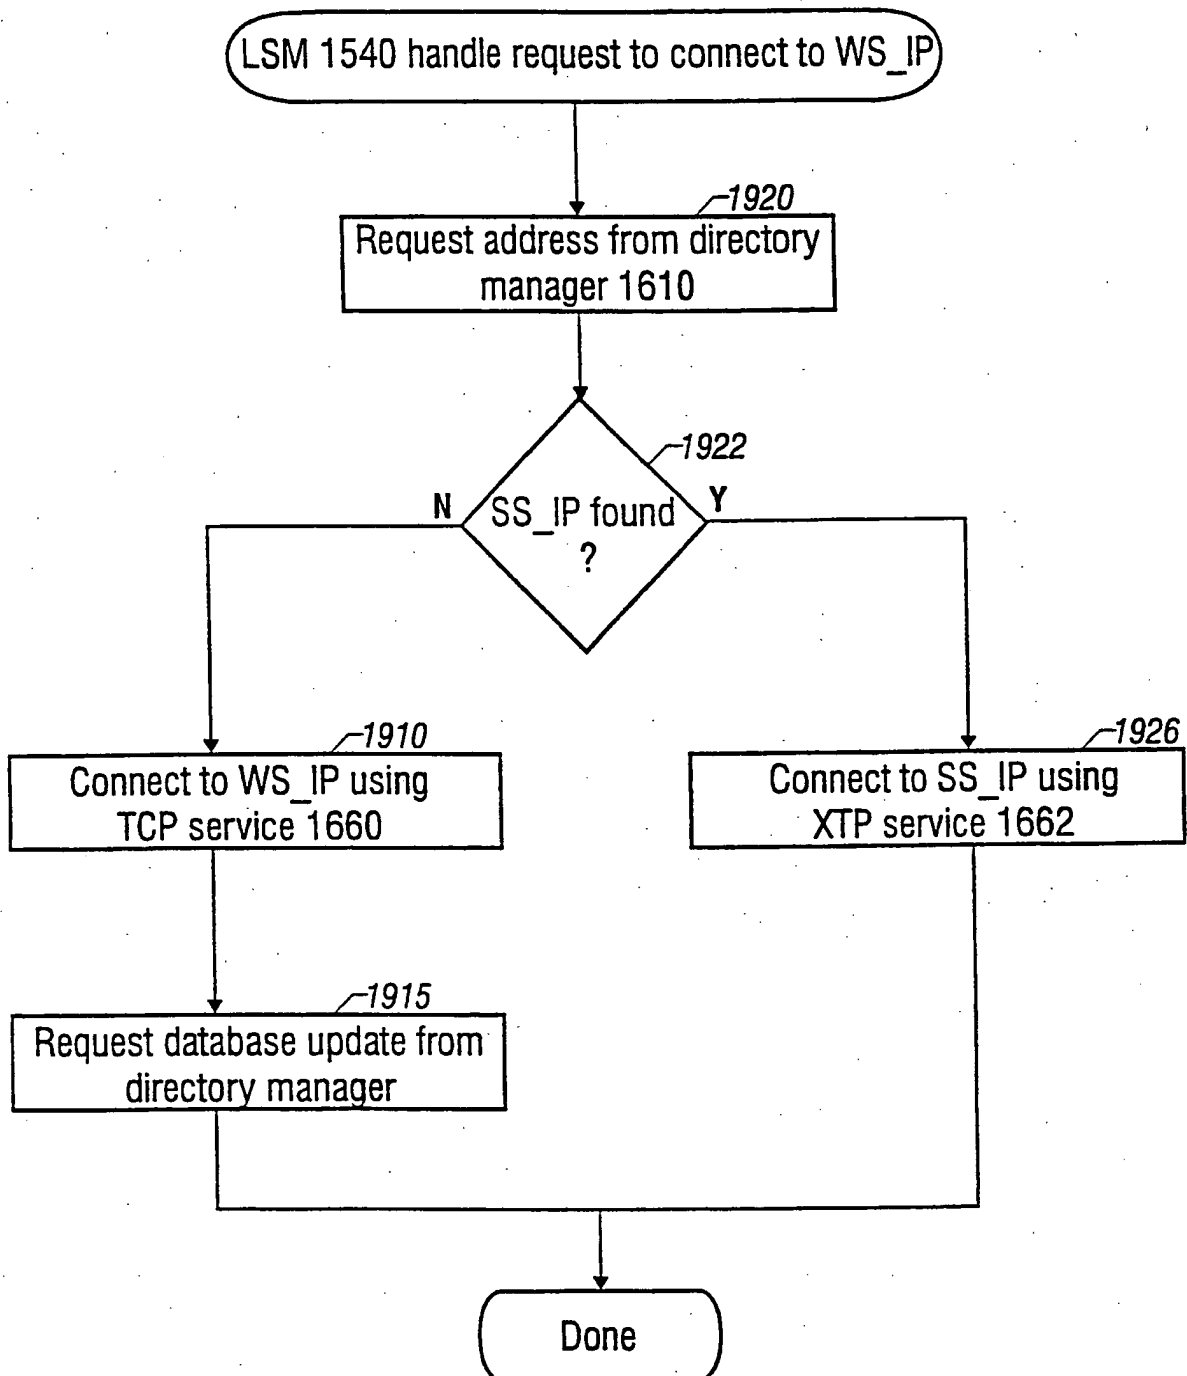 LSM 1540 handle request to connect to WS_IP
1920
Request address from directory
manager 1610
1922
N
SS_IP found
?
Y
1910
Connect to WS_IP using
TCP service 1660
1926
Connect to SS_IP using
XTP service 1662
1915
Request database update from
directory manager
Done